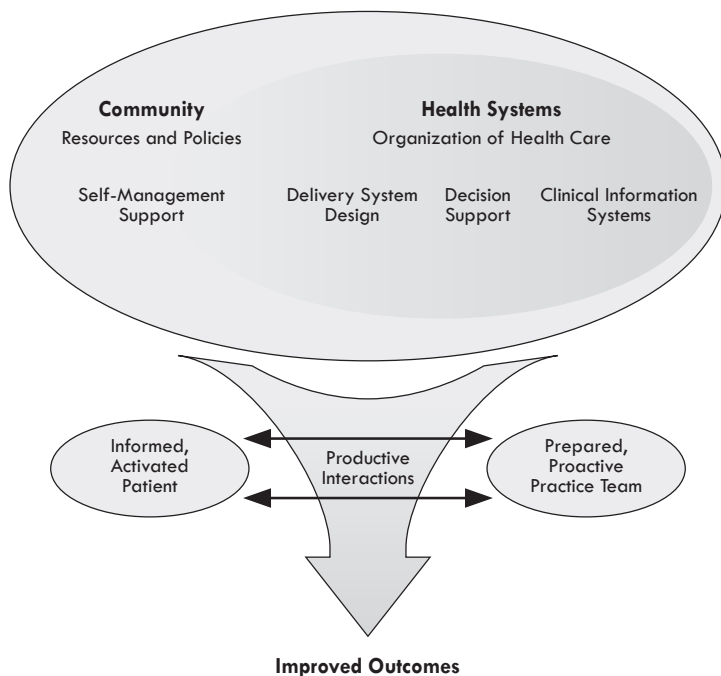 Community
Resources and Policies
Health Systems
Organization of Health Care
Self-Management
Support
Delivery System
Design
Decision
Support
Clinical Information
Systems
Informed,
Activated
Patient
Productive
Interactions
Prepared,
Proactive
Practice Team
Improved Outcomes